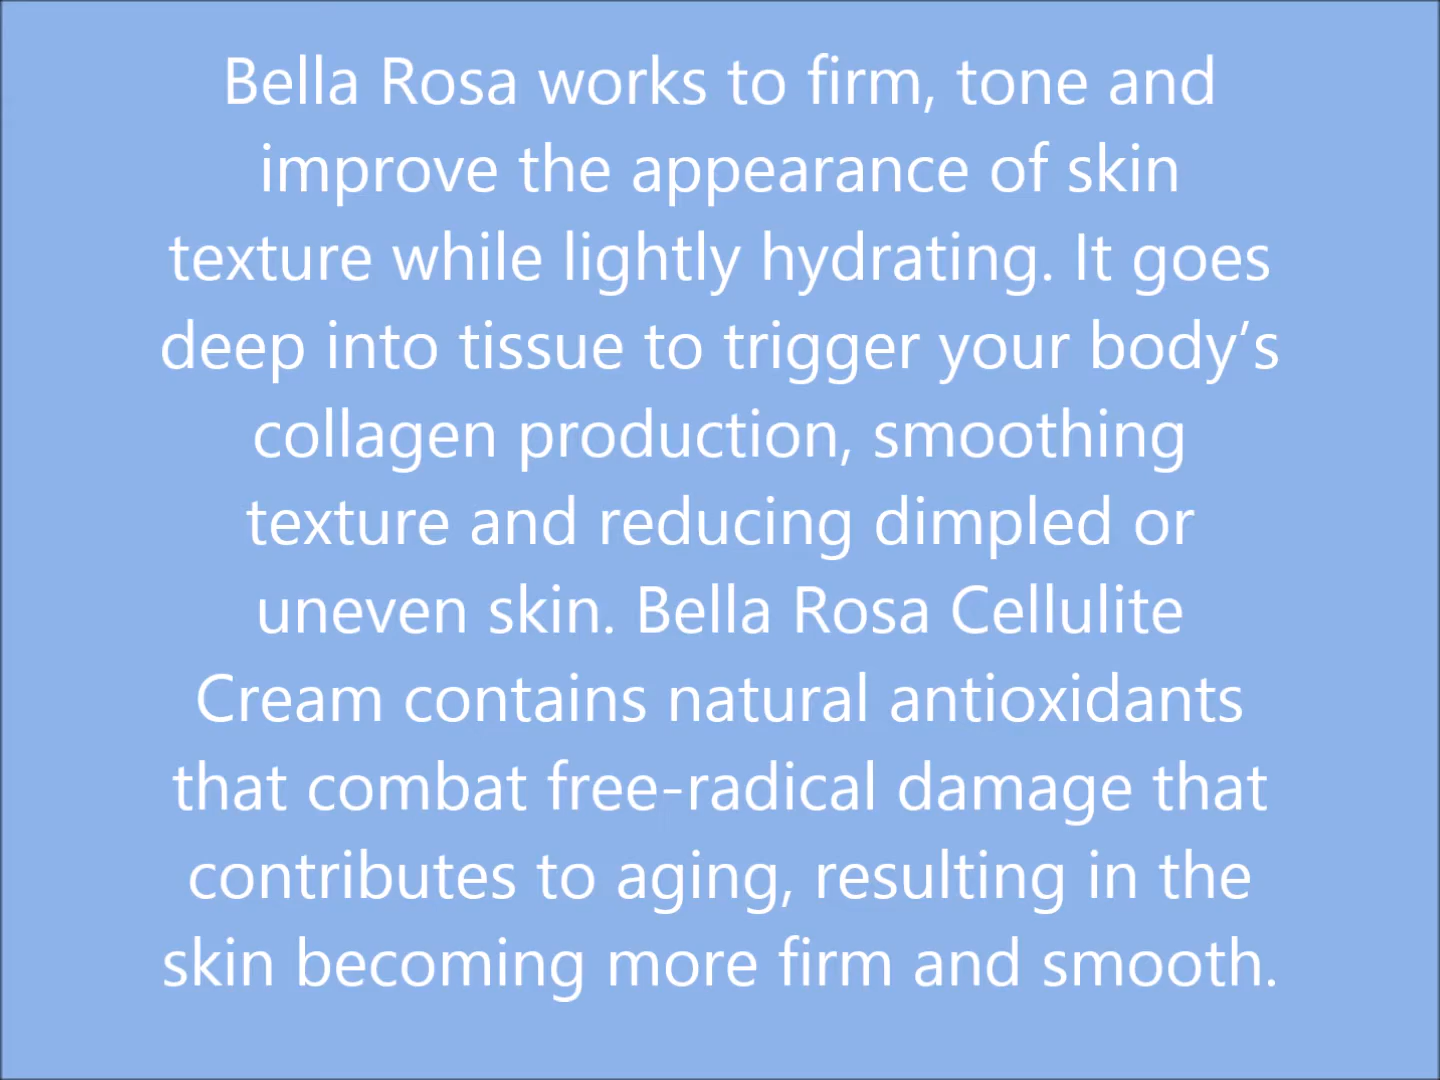 Bella Rosa works to firm, tone and
improve the appearance of skin
texture while lightly hydrating. It goes
deep into tissue to trigger your body’s
collagen production, smoothing
texture and reducing dimpled or
uneven skin. Bella Rosa Cellulite
Cream contains natural antioxidants
that combat free-radical damage that
contributes to aging, resulting in the
skin becoming more firm and smooth.